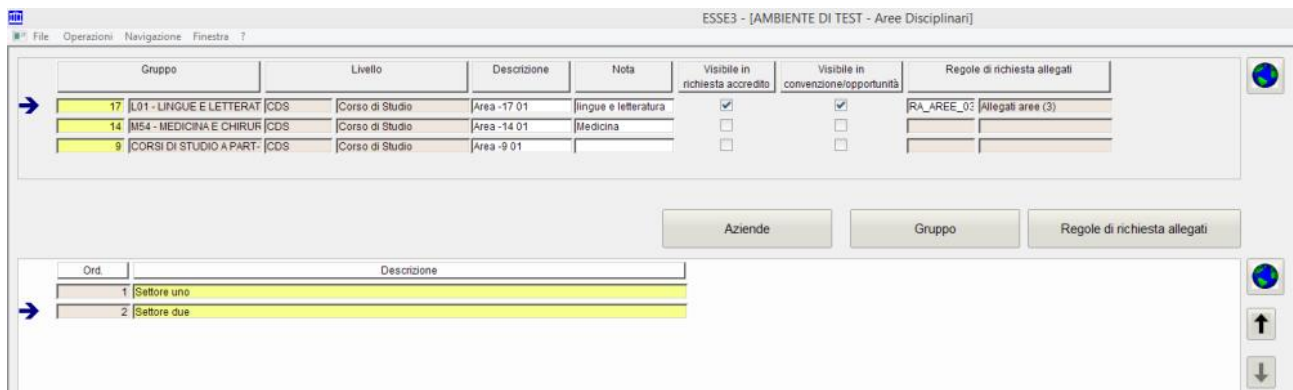 ESSE3 - [AMBIENTE DI TEST - Aree Disciplinari]
File Operazioni Navigazione Finestra ?
Gruppo Livello Descrizione Nota Visibile in richiesta accredito Visibile in convenzione/opportunità Regole di richiesta allegati
17 L01 - LINGUE E LETTERAT CDS Corso di Studio Area -17 01 lingue e letteratura RA_AREE_03 Allegati aree (3)
14 M54 - MEDICINA E CHIRUR CDS Corso di Studio Area -14 01 Medicina
9 CORSI DI STUDIO A PART- CDS Corso di Studio Area -9 01
Aziende Gruppo Regole di richiesta allegati
Ord. Descrizione
1 Settore uno
2 Settore due